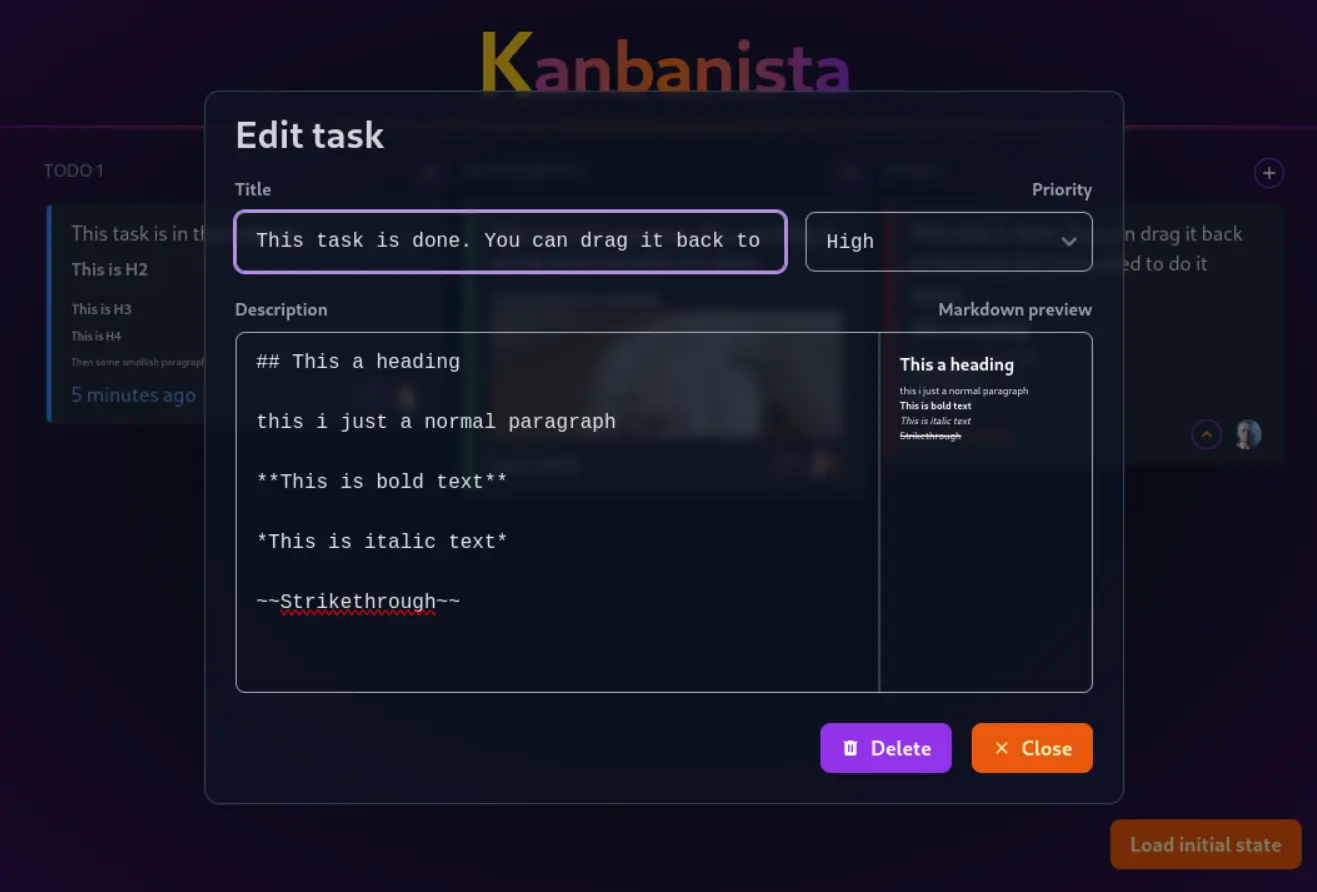 Kanbanista
Edit task
TODO 1
Title
Priority
This task is in th
This is H2
This is H3
This is H4
Then some smallish paragraph
5 minutes ago
This task is done. You can drag it back to
High
n drag it back
ed to do it
Description
Markdown preview
## This a heading
this i just a normal paragraph
**This is bold text**
*This is italic text*
~~Strikethrough~~
This a heading
this i just a normal paragraph
This is bold text
This is italic text
Strikethrough
Delete
Close
Load initial state